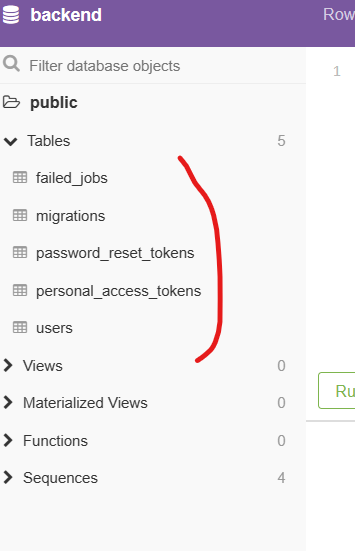 backend
Row
Filter database objects
1
public
Tables 5
failed_jobs
migrations
password_reset_tokens
personal_access_tokens
users
Views 0
Materialized Views 0
Ru
Functions 0
Sequences 4